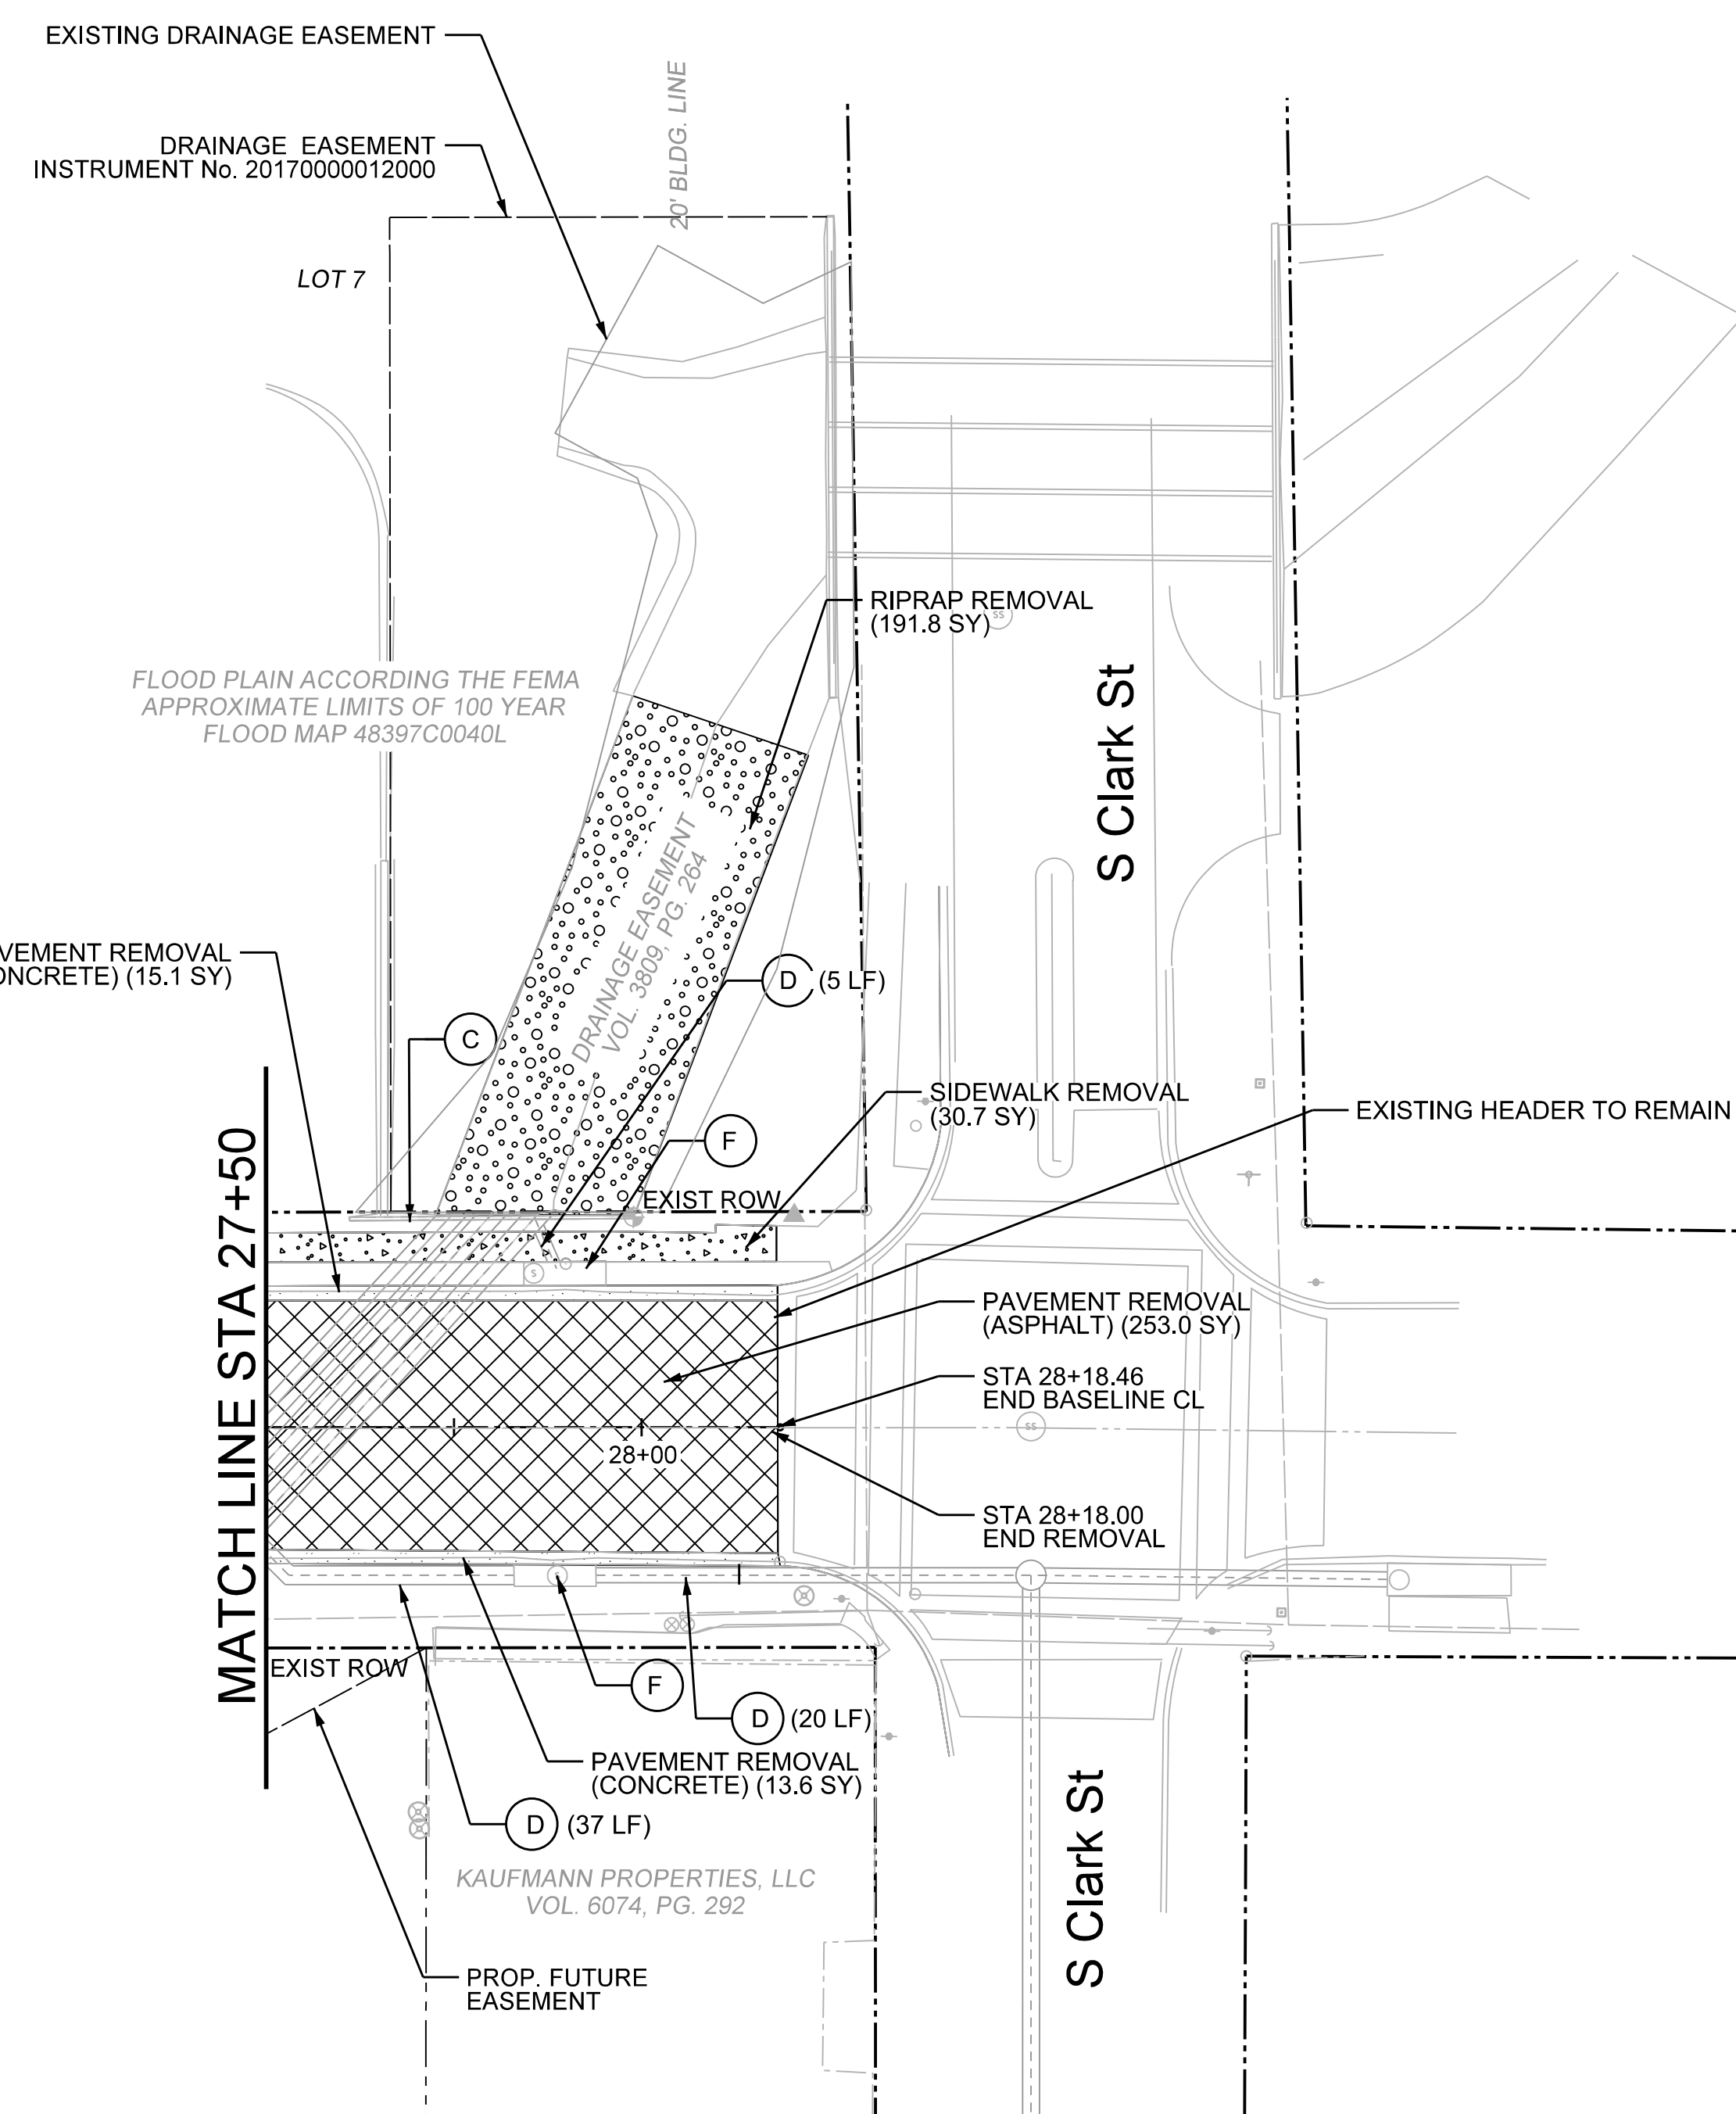 EXISTING DRAINAGE EASEMENT
20' BLDG. LINE
DRAINAGE EASEMENT
INSTRUMENT No. 20170000012000
LOT 7
RIPRAP REMOVAL
(191.8 SY)
SS
FLOOD PLAIN ACCORDING THE FEMA
APPROXIMATE LIMITS OF 100 YEAR
FLOOD MAP 48397C0040L
S Clark St
DRAINAGE EASEMENT
VOL. 3809, PG. 264
REMOVAL
(15.1 SY)
D (5 LF)
C
SIDEWALK REMOVAL
(30.7 SY)
EXISTING HEADER TO REMAIN
F
EXIST ROW
MATCH LINE STA 27+50
S
PAVEMENT REMOVAL
(ASPHALT) (253.0 SY)
STA 28+18.46
END BASELINE CL
SS
28+00
STA 28+18.00
END REMOVAL
S
EXIST ROW
F
D (20 LF)
PAVEMENT REMOVAL
(CONCRETE) (13.6 SY)
D (37 LF)
S Clark St
KAUFMANN PROPERTIES, LLC
VOL. 6074, PG. 292
PROP. FUTURE
EASEMENT